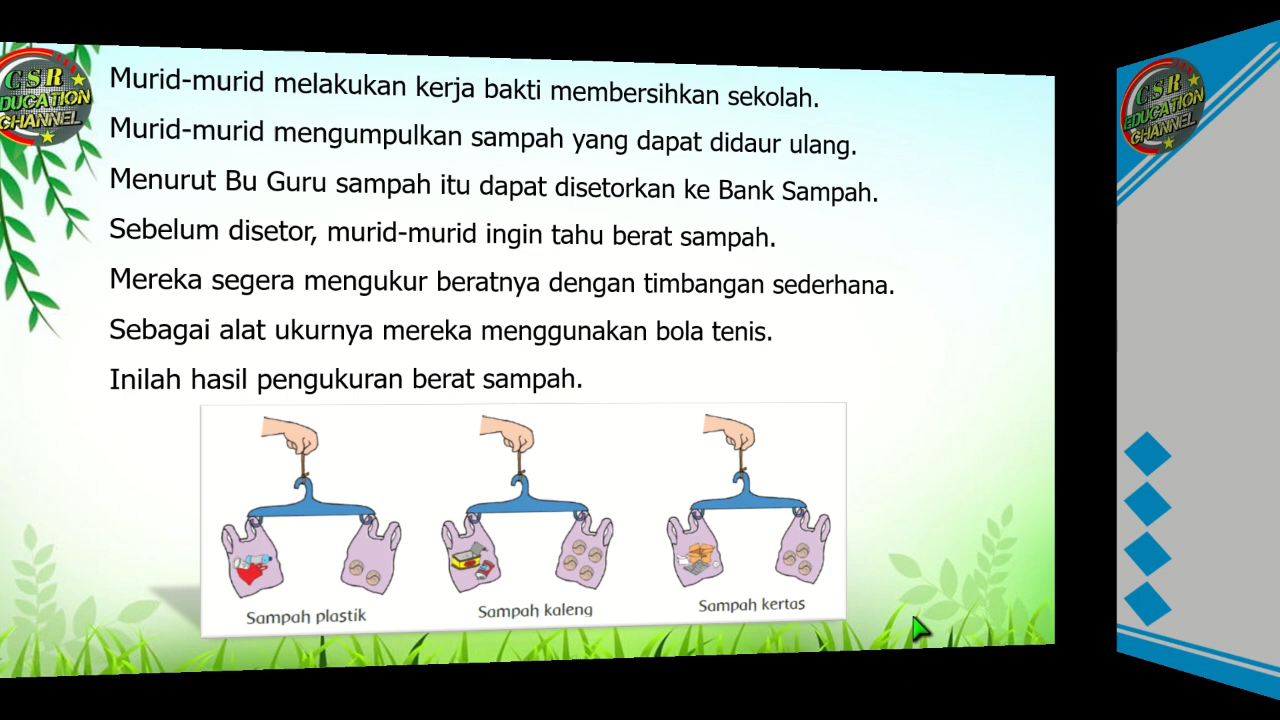 CSR
EDUCATION
CHANNEL
Murid-murid melakukan kerja bakti membersihkan sekolah.
Murid-murid mengumpulkan sampah yang dapat didaur ulang.
Menurut Bu Guru sampah itu dapat disetorkan ke Bank Sampah.
Sebelum disetor, murid-murid ingin tahu berat sampah.
Mereka segera mengukur beratnya dengan timbangan sederhana.
Sebagai alat ukurnya mereka menggunakan bola tenis.
Inilah hasil pengukuran berat sampah.
Sampah plastik
Sampah kaleng
Sampah kertas
CSR
EDUCATION
CHANNEL